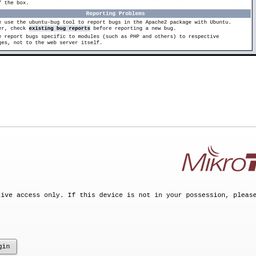 f the box.
Reporting Problems
use the ubuntu-bug tool to report bugs in the Apache2 package with Ubuntu.
er, check existing bug reports before reporting a new bug.
report bugs specific to modules (such as PHP and others) to respective
ges, not to the web server itself.
MikroT
ive access only. If this device is not in your possession, please
gin